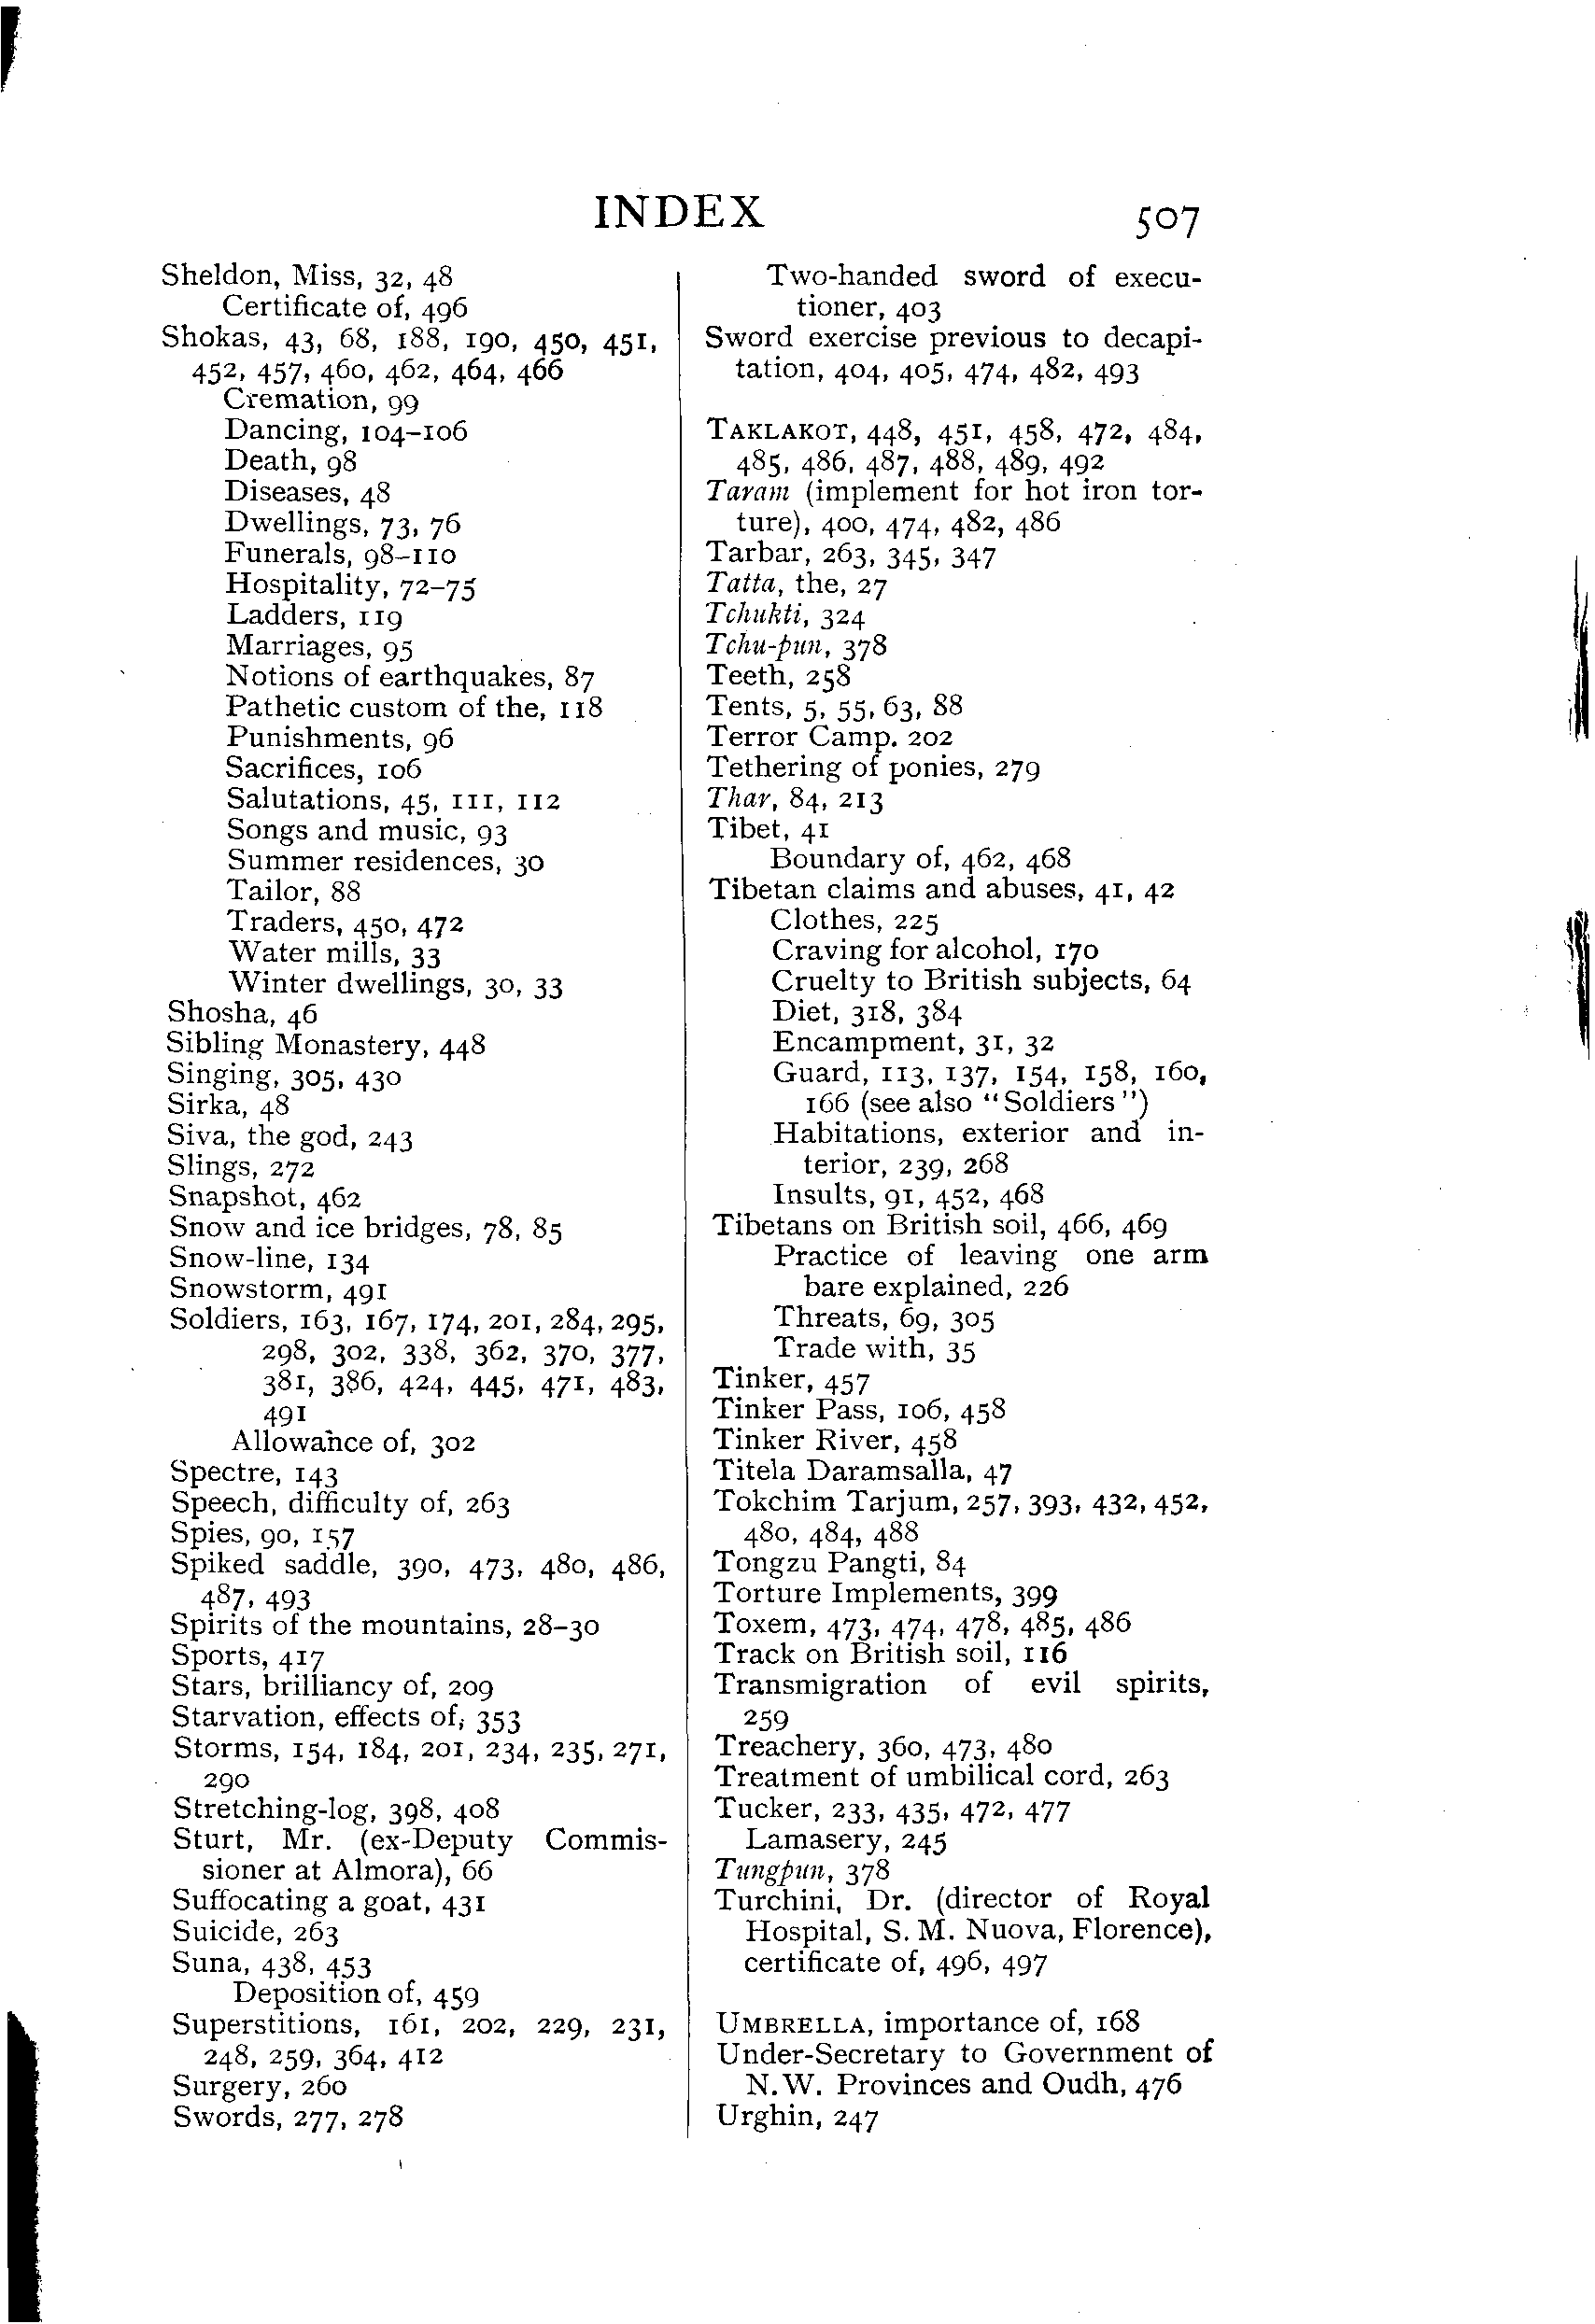 INDEX
507
Sheldon, Miss, 32, 48
Certificate of, 496
Shokas, 43, 68, 188, 190, 450, 451,
452, 457, 460, 462, 464, 466
Cremation, 99
Dancing, 104–106
Death, 98
Diseases, 48
Dwellings, 73, 76
Funerals, 98–110
Hospitality, 72–75
Ladders, 119
Marriages, 95
Notions of earthquakes, 87
Pathetic custom of the, 118
Punishments, 96
Sacrifices, 106
Salutations, 45, 111, 112
Songs and music, 93
Summer residences, 30
Tailor, 88
Traders, 450, 472
Water mills, 33
Winter dwellings, 30, 33
Shosha, 46
Sibling Monastery, 448
Singing, 305, 430
Sirka, 48
Siva, the god, 243
Slings, 272
Snapshot, 462
Snow and ice bridges, 78, 85
Snow-line, 134
Snowstorm, 491
Soldiers, 163, 167, 174, 201, 284, 295,
298, 302, 338, 362, 370, 377,
381, 386, 424, 445, 471, 483,
491
Allowance of, 302
Spectre, 143
Speech, difficulty of, 263
Spies, 90, 157
Spiked saddle, 390, 473, 480, 486,
487, 493
Spirits of the mountains, 28–30
Sports, 417
Stars, brilliancy of, 209
Starvation, effects of, 353
Storms, 154, 184, 201, 234, 235, 271,
290
Stretching-log, 398, 408
Sturt, Mr. (ex-Deputy Commis-
sioner at Almora), 66
Suffocating a goat, 431
Suicide, 263
Suna, 438, 453
Deposition of, 459
Superstitions, 161, 202, 229, 231,
248, 259, 364, 412
Surgery, 260
Swords, 277, 278
Two-handed sword of execu-
tioner, 403
Sword exercise previous to decapi-
tation, 404, 405, 474, 482, 493
TAKLAKOT, 448, 451, 458, 472, 484,
485, 486, 487, 488, 489, 492
Taram (implement for hot iron tor-
ture), 400, 474, 482, 486
Tarbar, 263, 345, 347
Tatta, the, 27
Tchukti, 324
Tchu-pun, 378
Teeth, 258
Tents, 5, 55, 63, 88
Terror Camp. 202
Tethering of ponies, 279
Thar, 84, 213
Tibet, 41
Boundary of, 462, 468
Tibetan claims and abuses, 41, 42
Clothes, 225
Craving for alcohol, 170
Cruelty to British subjects, 64
Diet, 318, 384
Encampment, 31, 32
Guard, 113, 137, 154, 158, 160,
166 (see also "Soldiers")
Habitations, exterior and in-
terior, 239, 268
Insults, 91, 452, 468
Tibetans on British soil, 466, 469
Practice of leaving one arm
bare explained, 226
Threats, 69, 305
Trade with, 35
Tinker, 457
Tinker Pass, 106, 458
Tinker River, 458
Titela Daramsalla, 47
Tokchim Tarjum, 257, 393, 432, 452,
480, 484, 488
Tongzu Pangti, 84
Torture Implements, 399
Toxem, 473, 474, 478, 485, 486
Track on British soil, 116
Transmigration of evil spirits,
259
Treachery, 360, 473, 480
Treatment of umbilical cord, 263
Tucker, 233, 435, 472, 477
Lamasery, 245
Tungpun, 378
Turchini, Dr. (director of Royal
Hospital, S. M. Nuova, Florence),
certificate of, 496, 497
UMBRELLA, importance of, 168
Under-Secretary to Government of
N.W. Provinces and Oudh, 476
Urghin, 247